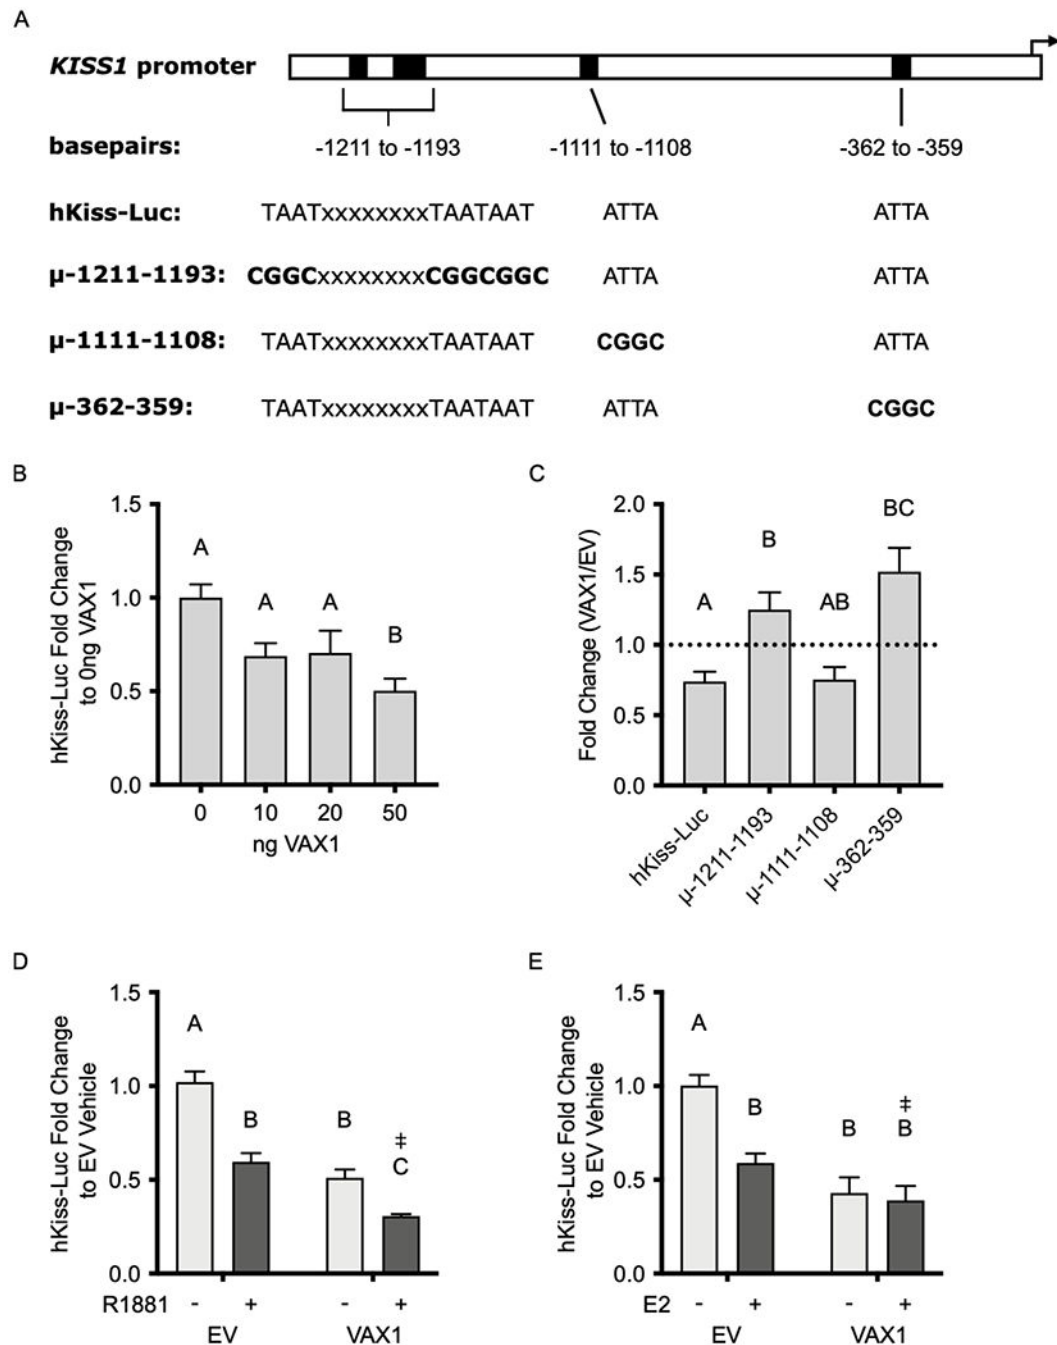 A
KISS1 promoter
basepairs: -1211 to -1193 -1111 to -1108 -362 to -359
hKiss-Luc: TAATxxxxxxxxTAATAAT ATTA ATTA
μ-1211-1193: CGGCxxxxxxxxCGGCGGC ATTA ATTA
μ-1111-1108: TAATxxxxxxxxTAATAAT CGGC ATTA
μ-362-359: TAATxxxxxxxxTAATAAT ATTA CGGC
B
hKiss-Luc Fold Change
to 0ng VAX1
1.5
1.0
0.5
0.0
A
A
A
B
0 10 20 50
ng VAX1
C
Fold Change (VAX1/EV)
2.0
1.5
1.0
0.5
0.0
A
B
AB
BC
hKiss-Luc
μ-1211-1193
μ-1111-1108
μ-362-359
D
hKiss-Luc Fold Change
to EV Vehicle
1.5
1.0
0.5
0.0
A
B
B
‡
C
R1881 - + - +
EV VAX1
E
hKiss-Luc Fold Change
to EV Vehicle
1.5
1.0
0.5
0.0
A
B
B
‡
B
E2 - + - +
EV VAX1